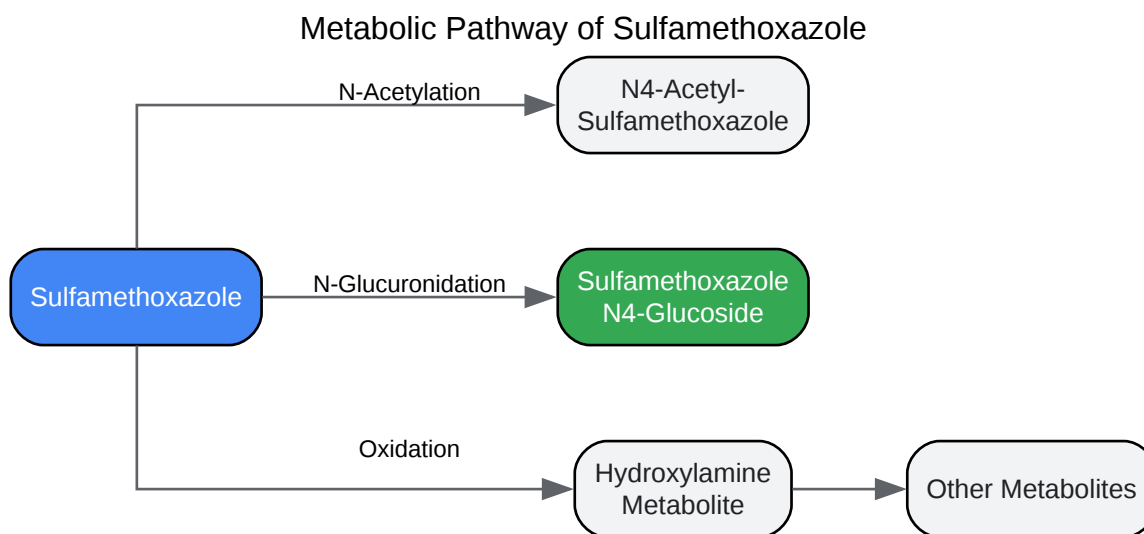 Metabolic Pathway of Sulfamethoxazole
N-Acetylation
N4-Acetyl-
Sulfamethoxazole
Sulfamethoxazole
N-Glucuronidation
Sulfamethoxazole
N4-Glucoside
Oxidation
Hydroxylamine
Metabolite
Other Metabolites